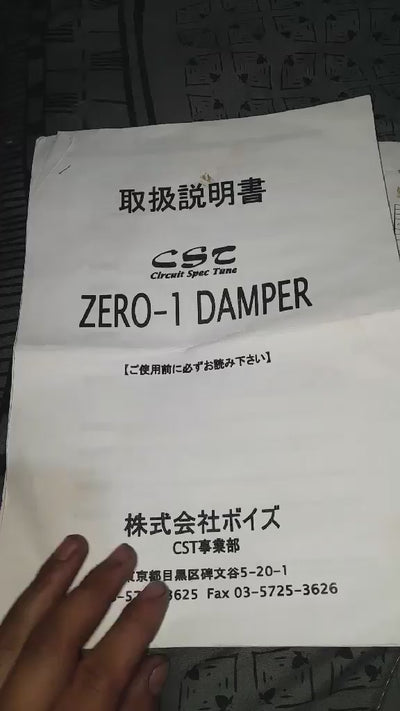 取扱説明書
CST
Circuit Spec Tune
ZERO-1 DAMPER
【ご使用前に必ずお読み下さい】
株式会社ボイズ
CST事業部
東京都目黒区碑文谷5-20-1
3625 Fax 03-5725-3626